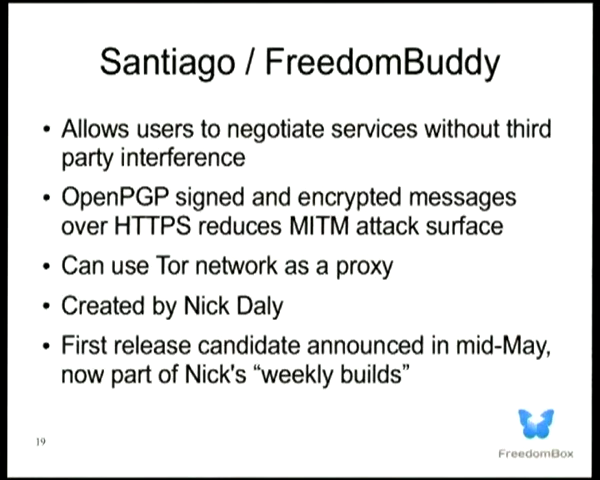 Santiago / FreedomBuddy
• Allows users to negotiate services without third
party interference
• OpenPGP signed and encrypted messages
over HTTPS reduces MITM attack surface
• Can use Tor network as a proxy
• Created by Nick Daly
• First release candidate announced in mid-May,
now part of Nick's “weekly builds”
19
FreedomBox